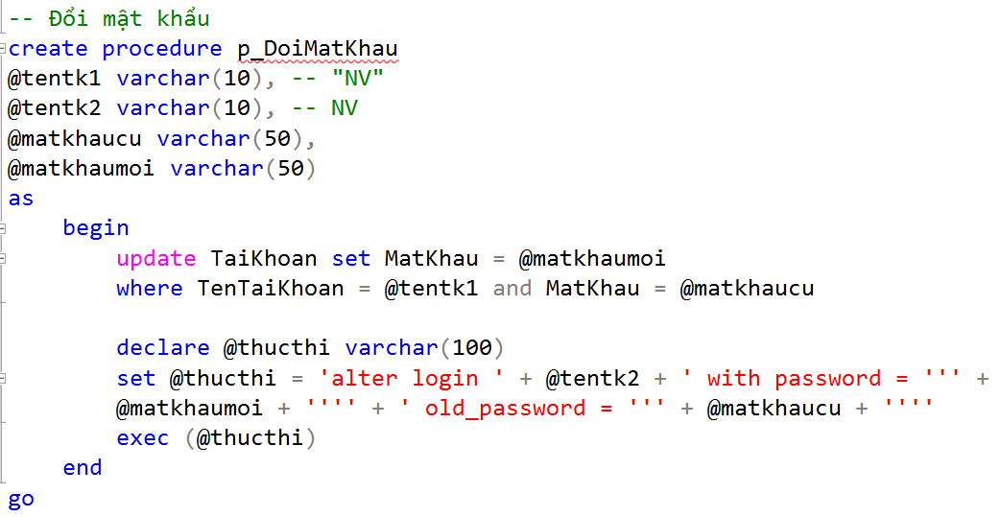 -- Đổi mật khẩu
create procedure p_DoiMatKhau
@tentk1 varchar(10), -- "NV"
@tentk2 varchar(10), -- NV
@matkhaucu varchar(50),
@matkhaumoi varchar(50)
as
begin
update TaiKhoan set MatKhau = @matkhaumoi
where TenTaiKhoan = @tentk1 and MatKhau = @matkhaucu
declare @thucthi varchar(100)
set @thucthi = 'alter login ' + @tentk2 + ' with password = ''' +
@matkhaumoi + '''' + ' old_password = ''' + @matkhaucu + ''''
exec (@thucthi)
end
go